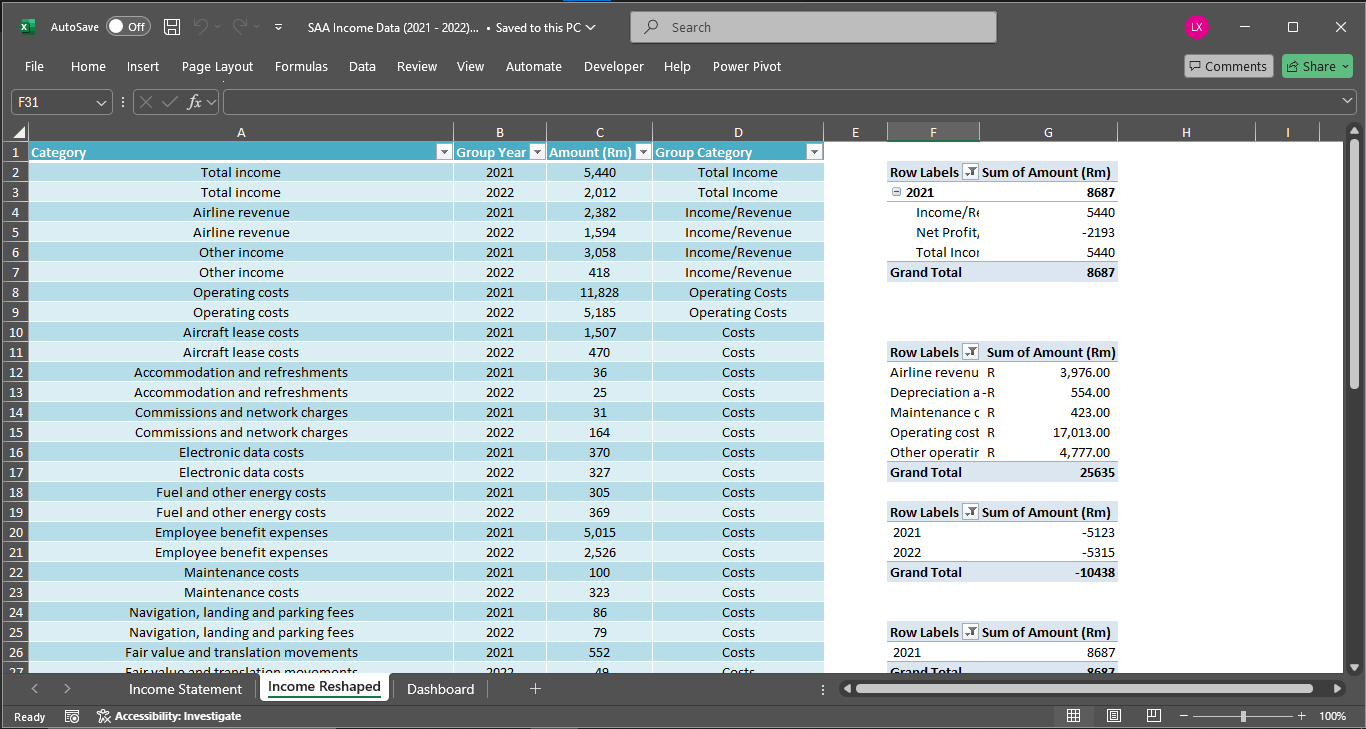 AutoSave Off SAA Income Data (2021 - 2022)... • Saved to this PC Search LX
File Home Insert Page Layout Formulas Data Review View Automate Developer Help Power Pivot Comments Share
F31 fx
A B C D E F G H I
1 Category Group Year Amount (Rm) Group Category
2 Total income 2021 5,440 Total Income Row Labels Sum of Amount (Rm)
3 Total income 2022 2,012 Total Income 2021 8687
4 Airline revenue 2021 2,382 Income/Revenue Income/Re 5440
5 Airline revenue 2022 1,594 Income/Revenue Net Profit, -2193
6 Other income 2021 3,058 Income/Revenue Total Incor 5440
7 Other income 2022 418 Income/Revenue Grand Total 8687
8 Operating costs 2021 11,828 Operating Costs
9 Operating costs 2022 5,185 Operating Costs
10 Aircraft lease costs 2021 1,507 Costs
11 Aircraft lease costs 2022 470 Costs Row Labels Sum of Amount (Rm)
12 Accommodation and refreshments 2021 36 Costs Airline revenu R 3,976.00
13 Accommodation and refreshments 2022 25 Costs Depreciation a -R 554.00
14 Commissions and network charges 2021 31 Costs Maintenance c R 423.00
15 Commissions and network charges 2022 164 Costs Operating cost R 17,013.00
16 Electronic data costs 2021 370 Costs Other operatir R 4,777.00
17 Electronic data costs 2022 327 Costs Grand Total 25635
18 Fuel and other energy costs 2021 305 Costs
19 Fuel and other energy costs 2022 369 Costs Row Labels Sum of Amount (Rm)
20 Employee benefit expenses 2021 5,015 Costs 2021 -5123
21 Employee benefit expenses 2022 2,526 Costs 2022 -5315
22 Maintenance costs 2021 100 Costs Grand Total -10438
23 Maintenance costs 2022 323 Costs
24 Navigation, landing and parking fees 2021 86 Costs
25 Navigation, landing and parking fees 2022 79 Costs Row Labels Sum of Amount (Rm)
26 Fair value and translation movements 2021 552 Costs 2021 8687
27 Fair value and translation movements 2022 49 Costs Grand Total 8687
Income Statement Income Reshaped Dashboard
Ready Accessibility: Investigate 100%